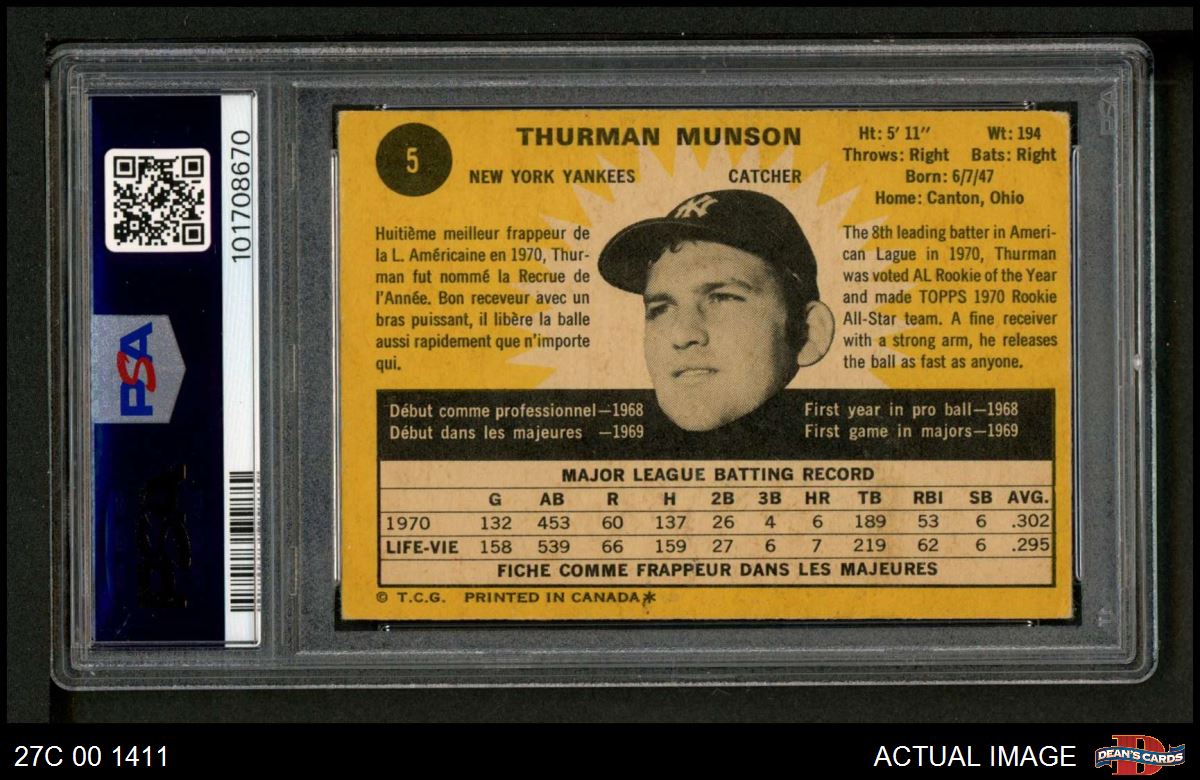 101708670
PSA
5
THURMAN MUNSON
NEW YORK YANKEES CATCHER
Ht: 5' 11" Wt: 194
Throws: Right Bats: Right
Born: 6/7/47
Home: Canton, Ohio
Huitième meilleur frappeur de
la L. Américaine en 1970, Thur-
man fut nommé la Recrue de
l'Année. Bon receveur avec un
bras puissant, il libère la balle
aussi rapidement que n'importe
qui.
The 8th leading batter in Ameri-
can Lague in 1970, Thurman
was voted AL Rookie of the Year
and made TOPPS 1970 Rookie
All-Star team. A fine receiver
with a strong arm, he releases
the ball as fast as anyone.
Début comme professionnel—1968
Début dans les majeures —1969
First year in pro ball—1968
First game in majors—1969
MAJOR LEAGUE BATTING RECORD
G AB R H 2B 3B HR TB RBI SB AVG.
1970 132 453 60 137 26 4 6 189 53 6 .302
LIFE-VIE 158 539 66 159 27 6 7 219 62 6 .295
FICHE COMME FRAPPEUR DANS LES MAJEURES
© T.C.G. PRINTED IN CANADA*
27C 00 1411
ACTUAL IMAGE
DEAN'S CARDS